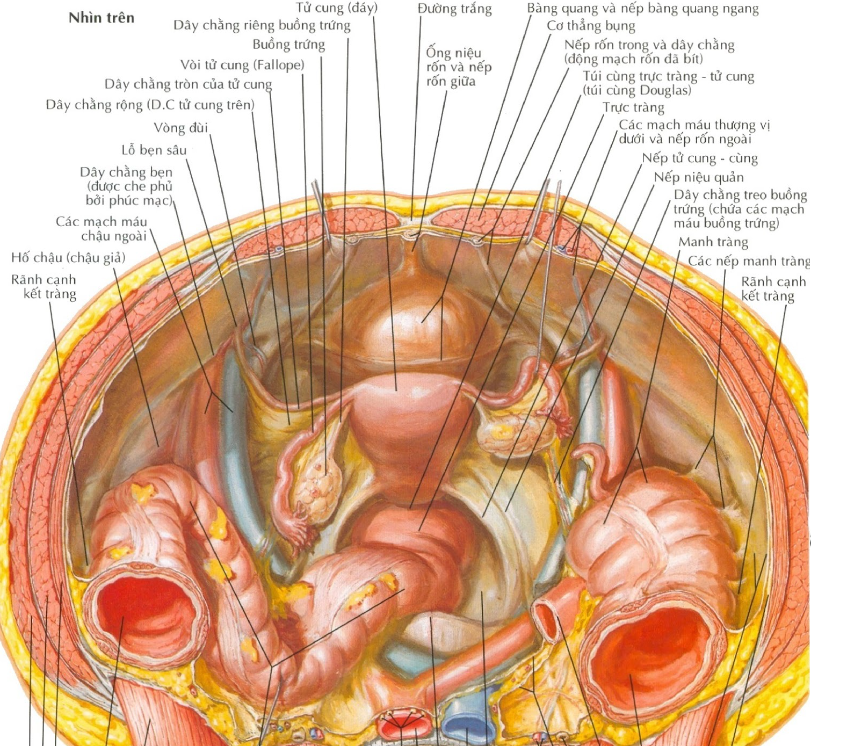 Nhìn trên
Tử cung (đáy)
Dây chằng riêng buồng trứng
Buồng trứng
Vòi tử cung (Fallope)
Dây chằng tròn của tử cung
Dây chằng rộng (D.C tử cung trên)
Vòng đùi
Lỗ bẹn sâu
Dây chằng bẹn
(được che phủ
bởi phúc mạc)
Các mạch máu
chậu ngoài
Hố chậu (chậu giả)
Rãnh cạnh
kết tràng
Đường trắng
Ống niệu
rốn và nếp
rốn giữa
Bàng quang và nếp bàng quang ngang
Cơ thẳng bụng
Nếp rốn trong và dây chằng
(động mạch rốn đã bít)
Túi cùng trực tràng - tử cung
(túi cùng Douglas)
Trực tràng
Các mạch máu thượng vị
dưới và nếp rốn ngoài
Nếp tử cung - cùng
Nếp niệu quản
Dây chằng treo buồng
trứng (chứa các mạch
máu buồng trứng)
Manh tràng
Các nếp manh tràng
Rãnh cạnh
kết tràng